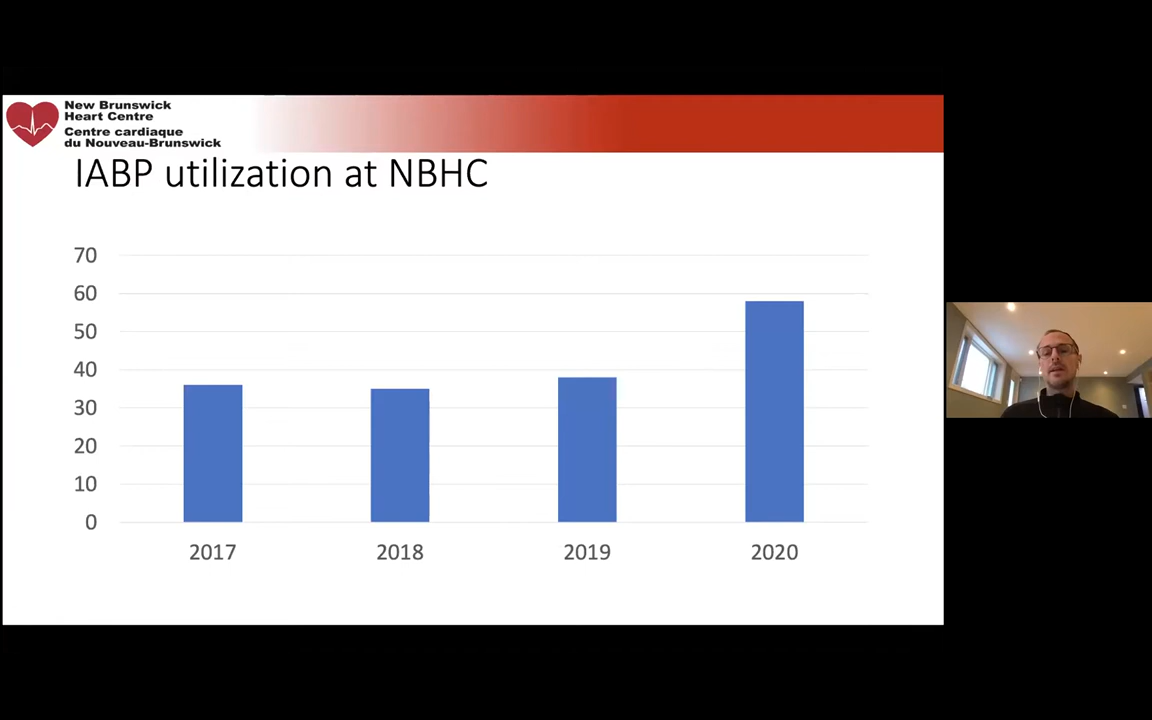 New Brunswick
Heart Centre
Centre cardiaque
du Nouveau-Brunswick
IABP utilization at NBHC
70
60
50
40
30
20
10
0
2017 2018 2019 2020